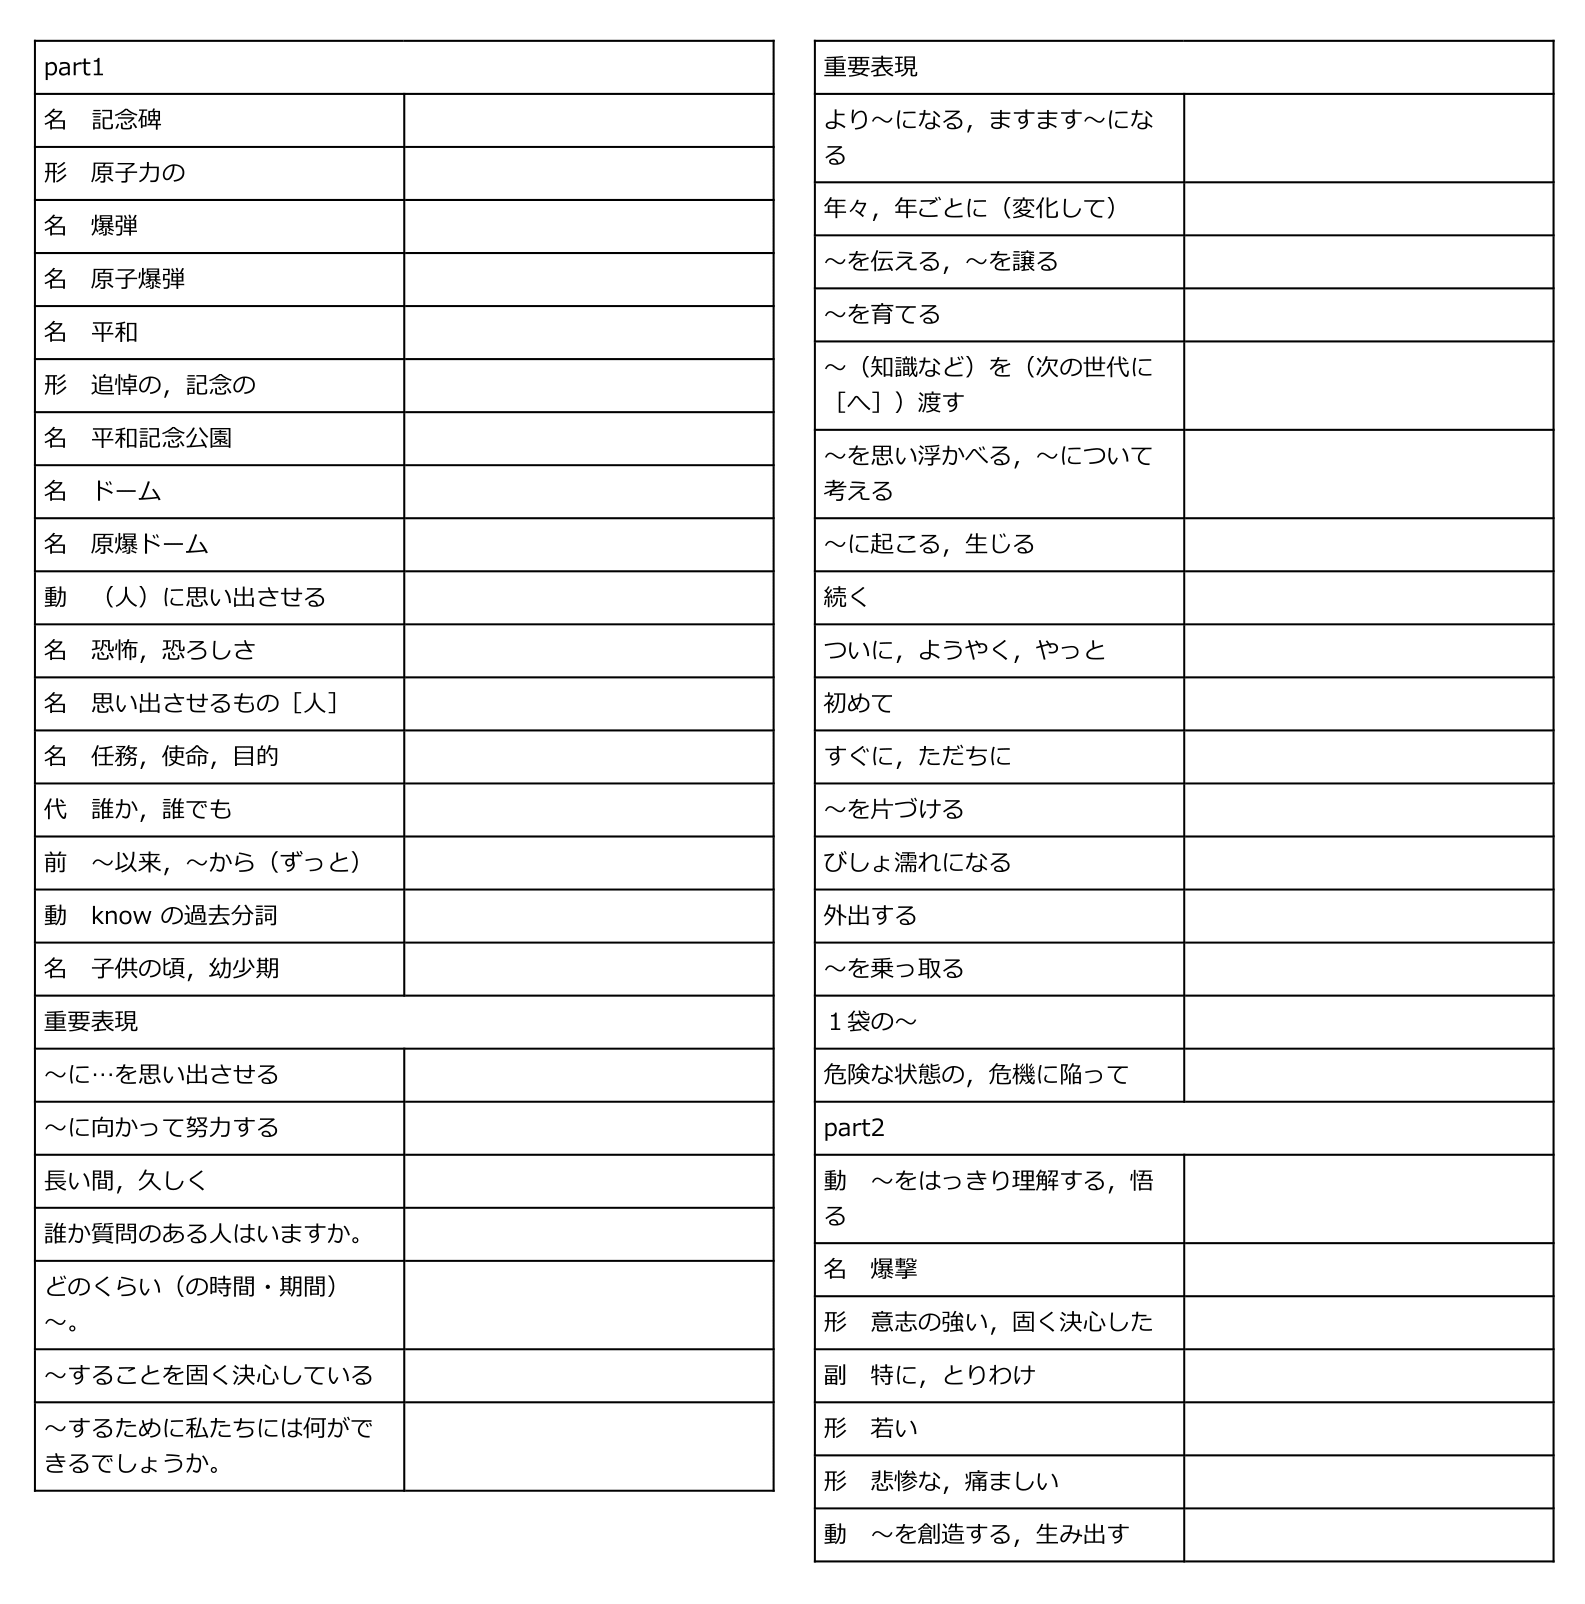 part1
名　記念碑
形　原子力の
名　爆弾
名　原子爆弾
名　平和
形　追悼の，記念の
名　平和記念公園
名　ドーム
名　原爆ドーム
動　（人）に思い出させる
名　恐怖，恐ろしさ
名　思い出させるもの［人］
名　任務，使命，目的
代　誰か，誰でも
前　～以来，～から（ずっと）
動　know の過去分詞
名　子供の頃，幼少期
重要表現
～に…を思い出させる
～に向かって努力する
長い間，久しく
誰か質問のある人はいますか。
どのくらい（の時間・期間）
～。
～することを固く決心している
～するために私たちには何がで
きるでしょうか。
重要表現
より～になる，ますます～にな
る
年々，年ごとに（変化して）
～を伝える，～を譲る
～を育てる
～（知識など）を（次の世代に
［へ］）渡す
～を思い浮かべる，～について
考える
～に起こる，生じる
続く
ついに，ようやく，やっと
初めて
すぐに，ただちに
～を片づける
びしょ濡れになる
外出する
～を乗っ取る
１袋の～
危険な状態の，危機に陥って
part2
動　～をはっきり理解する，悟
る
名　爆撃
形　意志の強い，固く決心した
副　特に，とりわけ
形　若い
形　悲惨な，痛ましい
動　～を創造する，生み出す